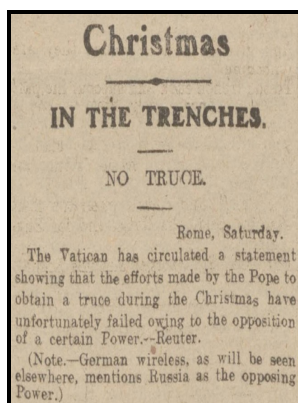 Christmas
IN THE TRENCHES.
NO TRUCE.
Rome, Saturday.
The Vatican has circulated a statement
showing that the efforts made by the Pope to
obtain a truce during the Christmas have
unfortunately failed owing to the opposition
of a certain Power.--Reuter.
(Note.—German wireless, as will be seen
elsewhere, mentions Russia as the opposing
Power.)